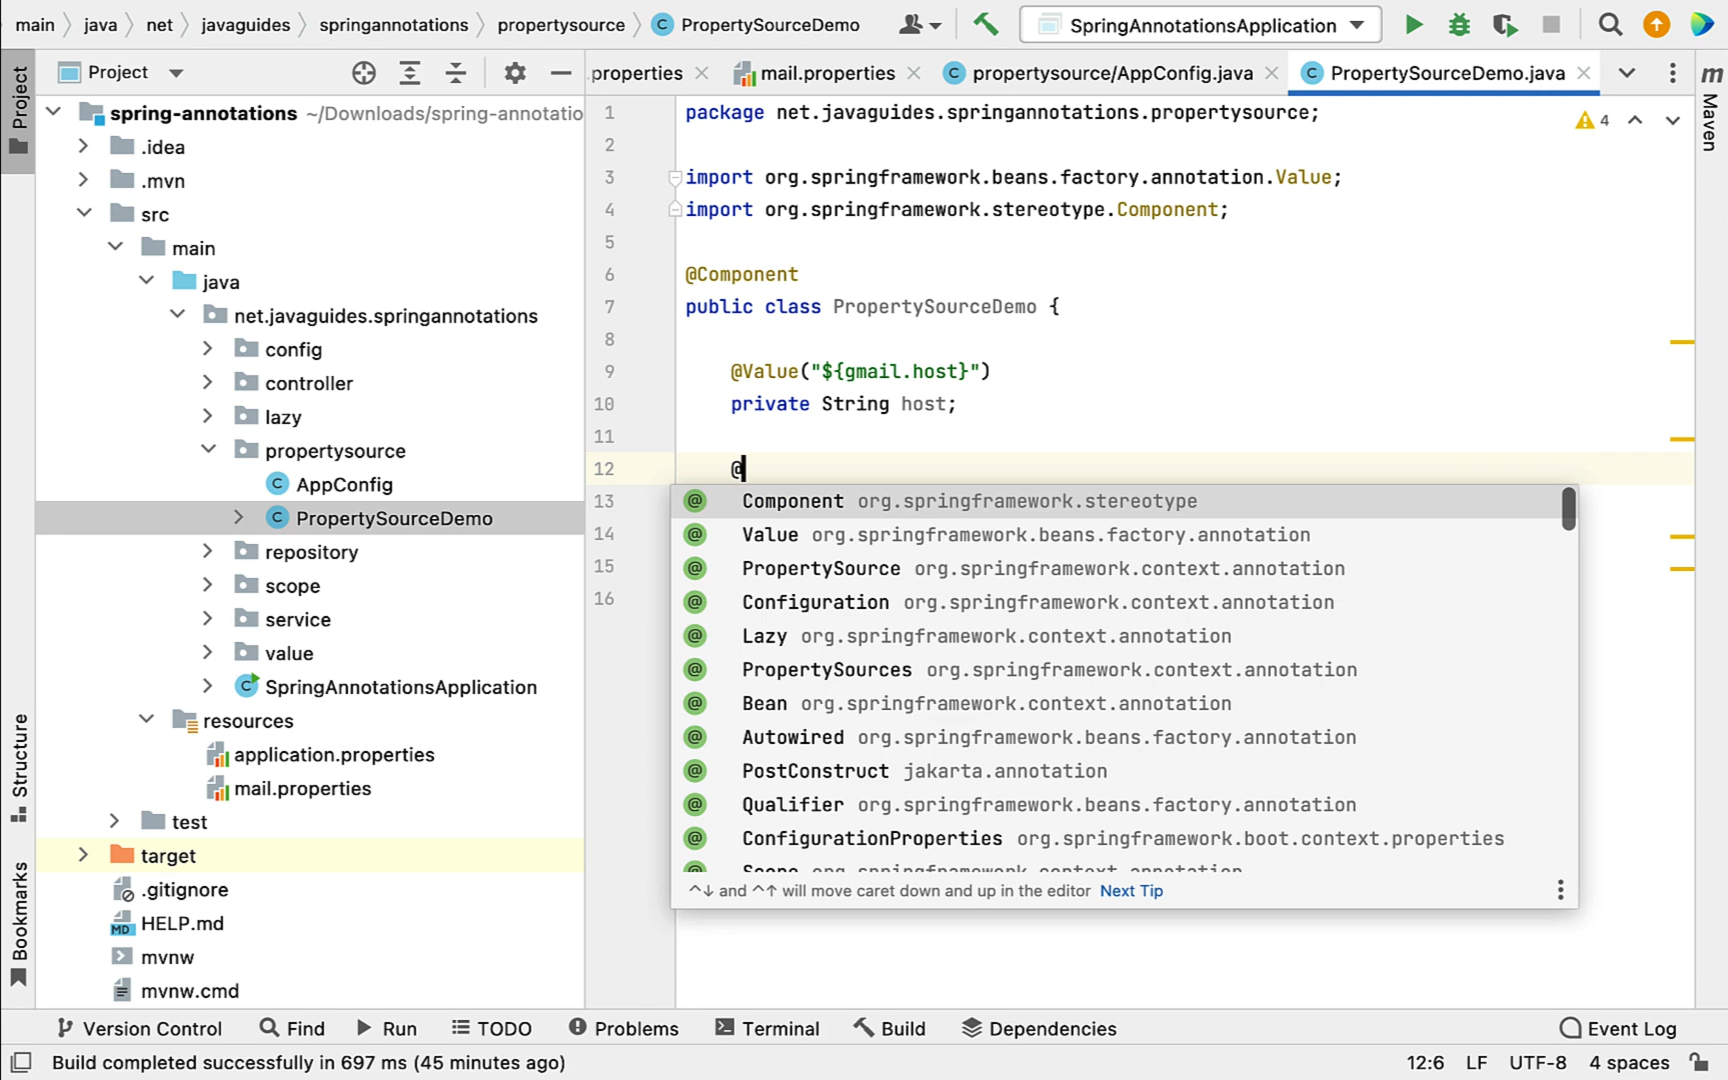 main java net javaguides springannotations propertysource PropertySourceDemo SpringAnnotationsApplication
Project
.properties mail.properties propertysource/AppConfig.java PropertySourceDemo.java
Project
Structure
Bookmarks
spring-annotations ~/Downloads/spring-annotatio
.idea
.mvn
src
main
java
net.javaguides.springannotations
config
controller
lazy
propertysource
AppConfig
PropertySourceDemo
repository
scope
service
value
SpringAnnotationsApplication
resources
application.properties
mail.properties
test
target
.gitignore
HELP.md
mvnw
mvnw.cmd
1 package net.javaguides.springannotations.propertysource;
2
3 import org.springframework.beans.factory.annotation.Value;
4 import org.springframework.stereotype.Component;
5
6 @Component
7 public class PropertySourceDemo {
8
9 @Value("${gmail.host}")
10 private String host;
11
12 @
13
14
15
16
4
@ Component org.springframework.stereotype
@ Value org.springframework.beans.factory.annotation
@ PropertySource org.springframework.context.annotation
@ Configuration org.springframework.context.annotation
@ Lazy org.springframework.context.annotation
@ PropertySources org.springframework.context.annotation
@ Bean org.springframework.context.annotation
@ Autowired org.springframework.beans.factory.annotation
@ PostConstruct jakarta.annotation
@ Qualifier org.springframework.beans.factory.annotation
@ ConfigurationProperties org.springframework.boot.context.properties
@ Scope org.springframework.context.annotation
^↓ and ^↑ will move caret down and up in the editor Next Tip
m Maven
Version Control Find Run TODO Problems Terminal Build Dependencies Event Log
Build completed successfully in 697 ms (45 minutes ago) 12:6 LF UTF-8 4 spaces